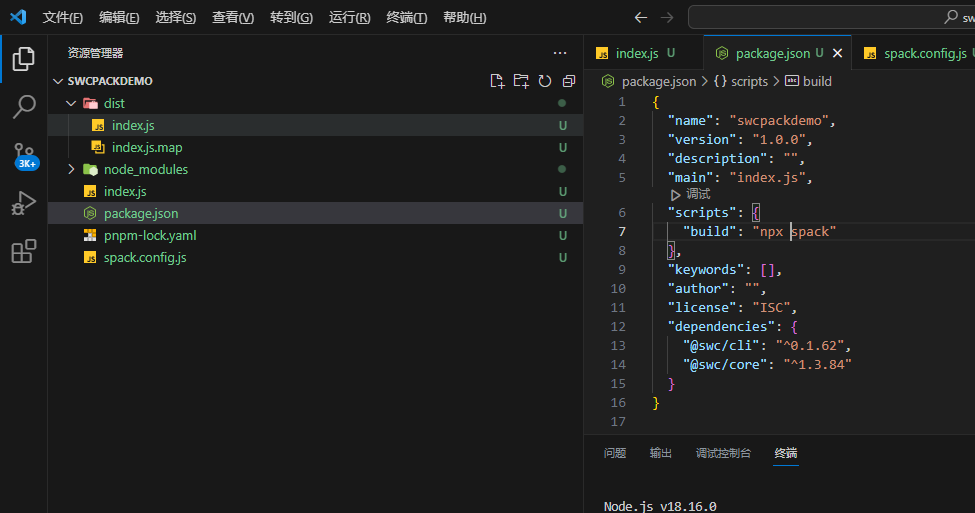 文件(F) 编辑(E) 选择(S) 查看(V) 转到(G) 运行(R) 终端(T) 帮助(H) sw
资源管理器 ···
SWCPACKDEMO
dist
index.js U
index.js.map U
node_modules
index.js U
package.json U
pnpm-lock.yaml U
spack.config.js U
3K+
index.js U package.json U spack.config.js U
package.json > {} scripts > build
1 {
2 "name": "swcpackdemo",
3 "version": "1.0.0",
4 "description": "",
5 "main": "index.js",
调试
6 "scripts": {
7 "build": "npx spack"
8 },
9 "keywords": [],
10 "author": "",
11 "license": "ISC",
12 "dependencies": {
13 "@swc/cli": "^0.1.62",
14 "@swc/core": "^1.3.84"
15 }
16 }
17
问题 输出 调试控制台 终端
Node.js v18.16.0